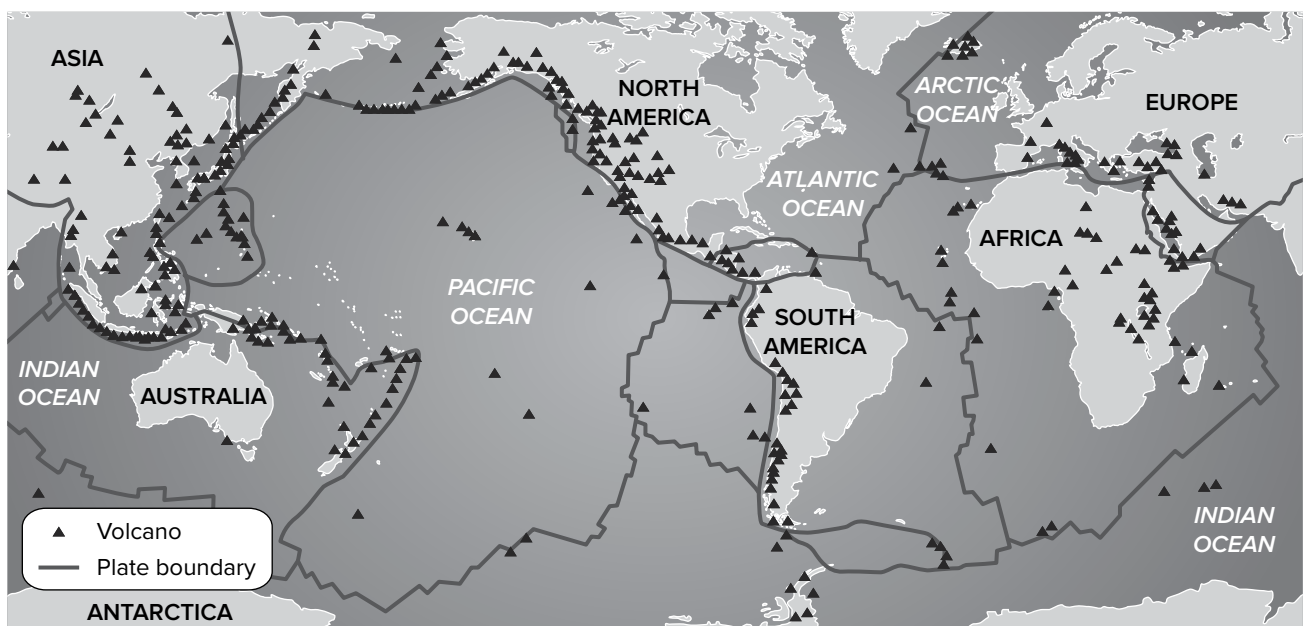 ASIA
NORTH
AMERICA
ARCTIC
OCEAN
EUROPE
ATLANTIC
OCEAN
AFRICA
PACIFIC
OCEAN
SOUTH
AMERICA
INDIAN
OCEAN
AUSTRALIA
INDIAN
OCEAN
Volcano
Plate boundary
ANTARCTICA